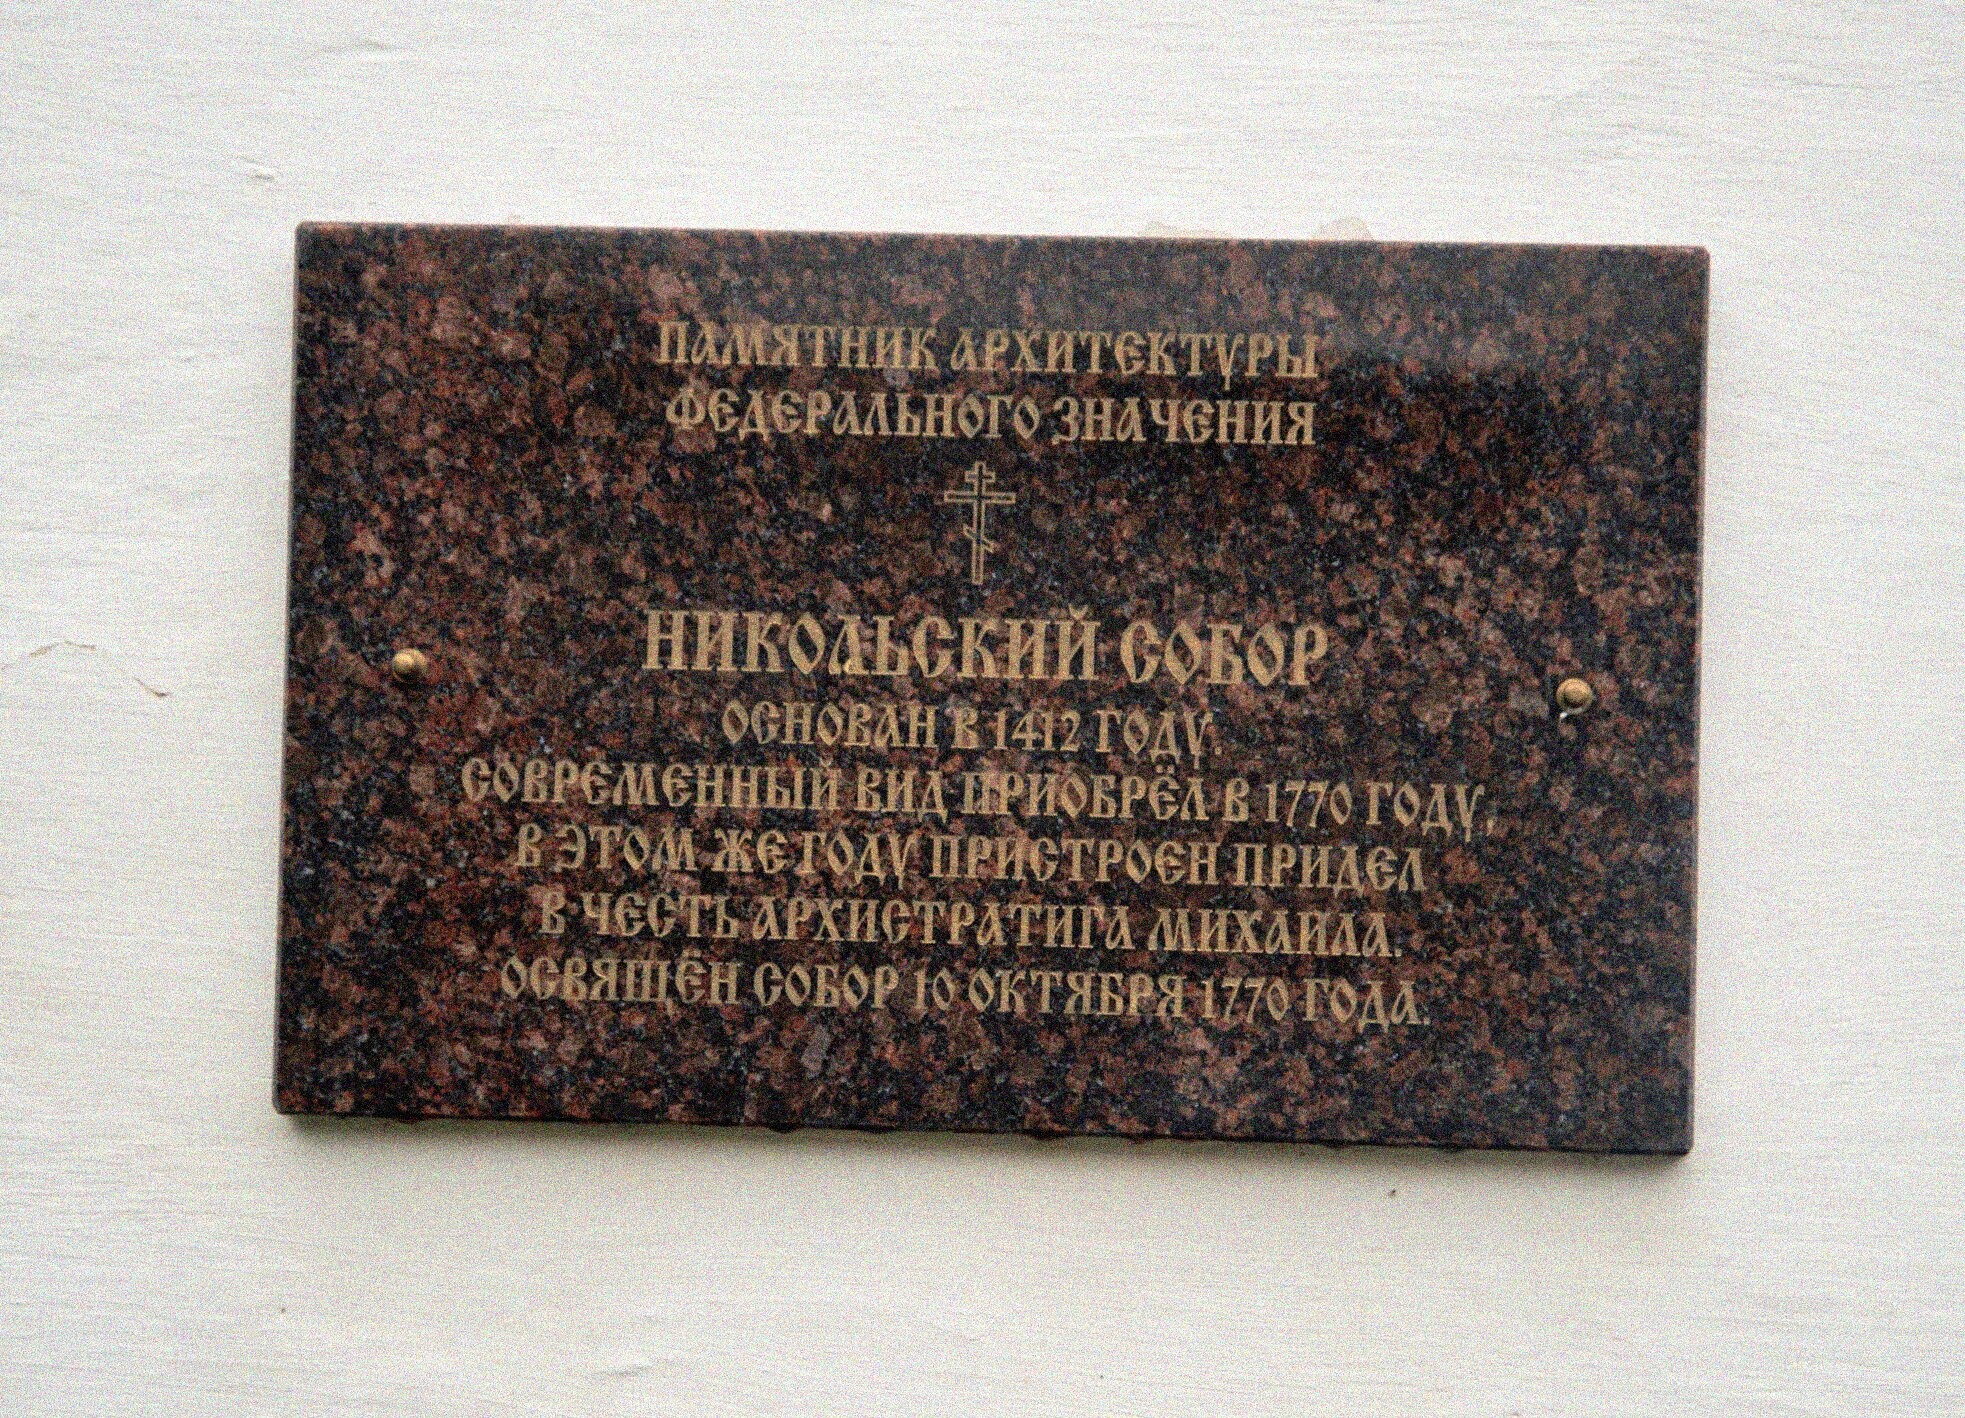 ПАМЯТНИК АРХИТЕКТУРЫ
ФЕДЕРАЛЬНОГО ЗНАЧЕНИЯ
НИКОЛЬСКИЙ СОБОР
ОСНОВАН В 1412 ГОДУ.
СОВРЕМЕННЫЙ ВИД ПРИОБРЁЛ В 1770 ГОДУ,
В ЭТОМ ЖЕ ГОДУ ПРИСТРОЕН ПРИДЕЛ
В ЧЕСТЬ АРХИСТРАТИГА МИХАИЛА.
ОСВЯЩЁН СОБОР 10 ОКТЯБРЯ 1770 ГОДА.